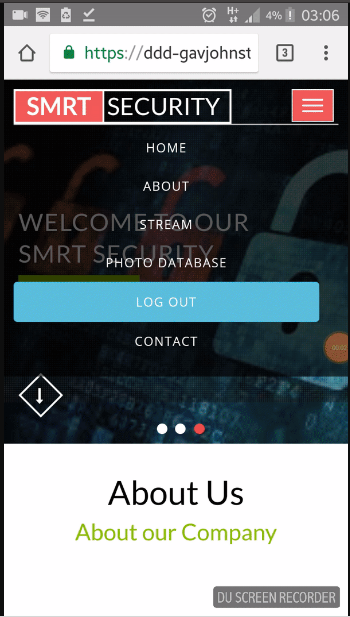 H+
4%
03:06
https://ddd-gavjohnst
3
SMRT SECURITY
HOME
ABOUT
WELCOME TO OUR
STREAM
SMRT SECURITY
PHOTO DATABASE
LOG OUT
CONTACT
About Us
About our Company
DU SCREEN RECORDER